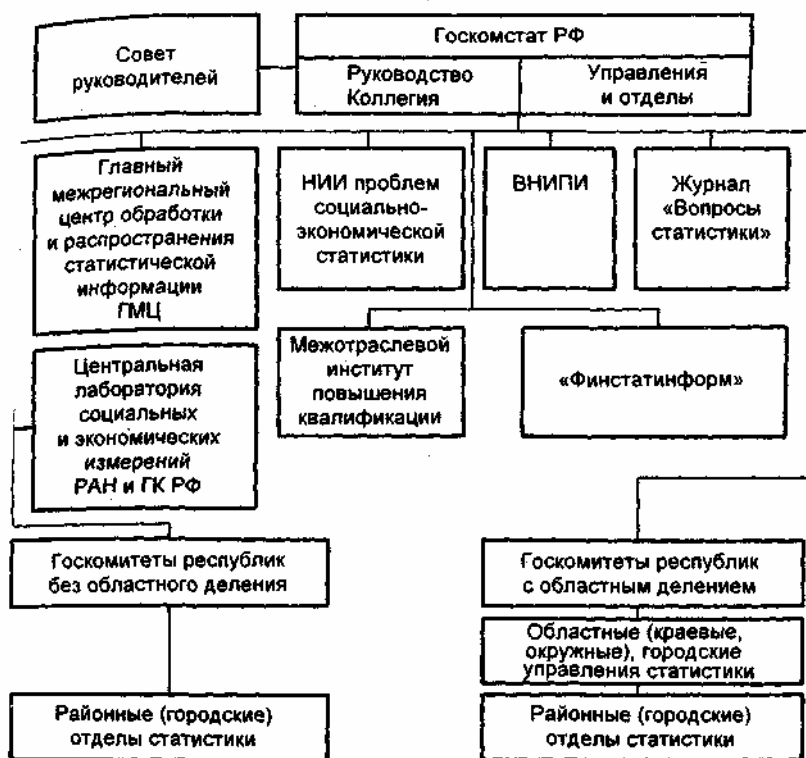 Совет
руководителей
Госкомстат РФ
Руководство
Коллегия
Управления
и отделы
Главный
межрегиональный
центр обработки
и распространения
статистической
информации
ГМЦ
НИИ проблем
социально-
экономической
статистики
ВНИПИ
Журнал
«Вопросы
статистики»
Межотраслевой
институт
повышения
квалификации
«Финстатинформ»
Центральная
лаборатория
социальных
и экономических
измерений
РАН и ГК РФ
Госкомитеты республик
без областного деления
Госкомитеты республик
с областным делением
Областные (краевые,
окружные), городские
управления статистики
Районные (городские)
отделы статистики
Районные (городские)
отделы статистики